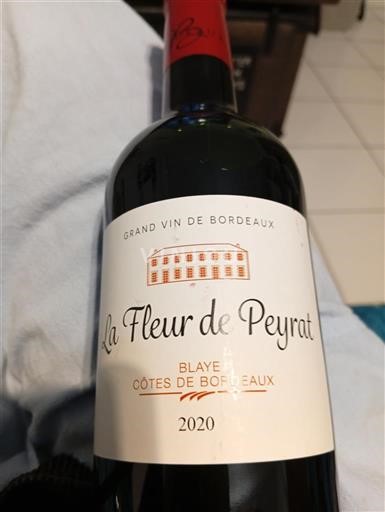 GRAND VIN DE BORDEAUX
La Fleur de Peyrat
BLAYE
CÔTES DE BORDEAUX
2020